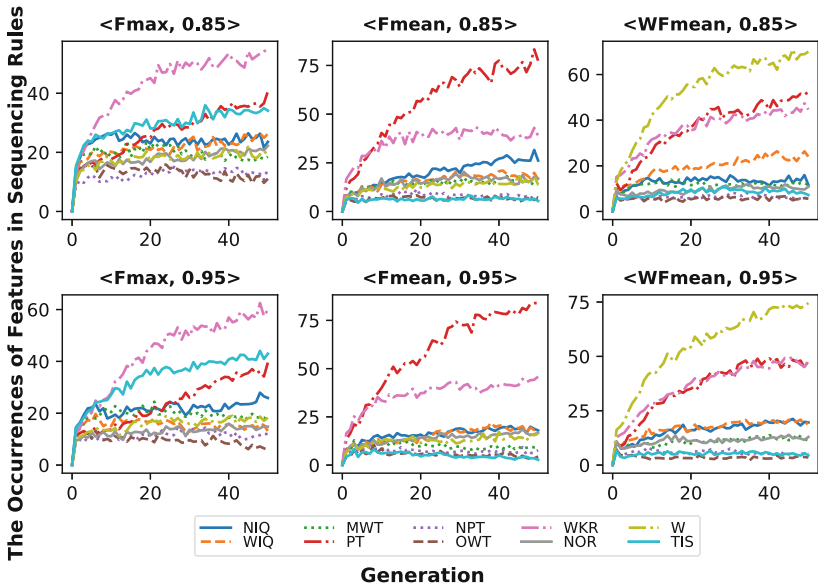 The Occurrences of Features in Sequencing Rules
<Fmax, 0.85> <Fmean, 0.85> <WFmean, 0.85>
40
20
0
0 20 40
75
50
25
0
0 20 40
60
40
20
0
0 20 40
<Fmax, 0.95> <Fmean, 0.95> <WFmean, 0.95>
60
40
20
0
0 20 40
75
50
25
0
0 20 40
75
50
25
0
0 20 40
NIQ MWT NPT WKR W
WIQ PT OWT NOR TIS
Generation